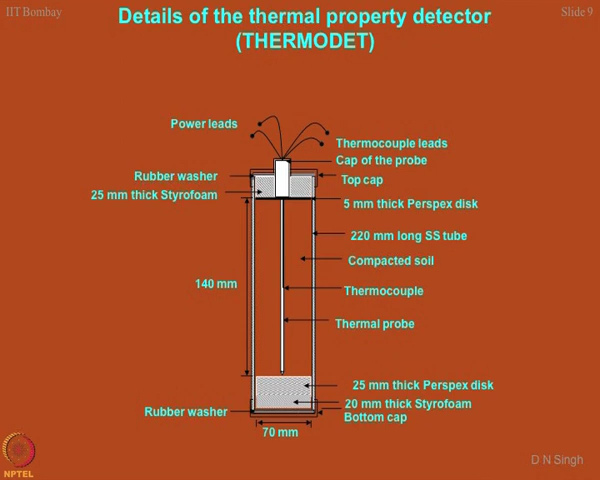 IIT Bombay
Slide 9
Details of the thermal property detector
(THERMODET)
Power leads
Thermocouple leads
Cap of the probe
Rubber washer
Top cap
25 mm thick Styrofoam
5 mm thick Perspex disk
220 mm long SS tube
Compacted soil
140 mm
Thermocouple
Thermal probe
25 mm thick Perspex disk
20 mm thick Styrofoam
Rubber washer
Bottom cap
70 mm
D N Singh
NPTEL